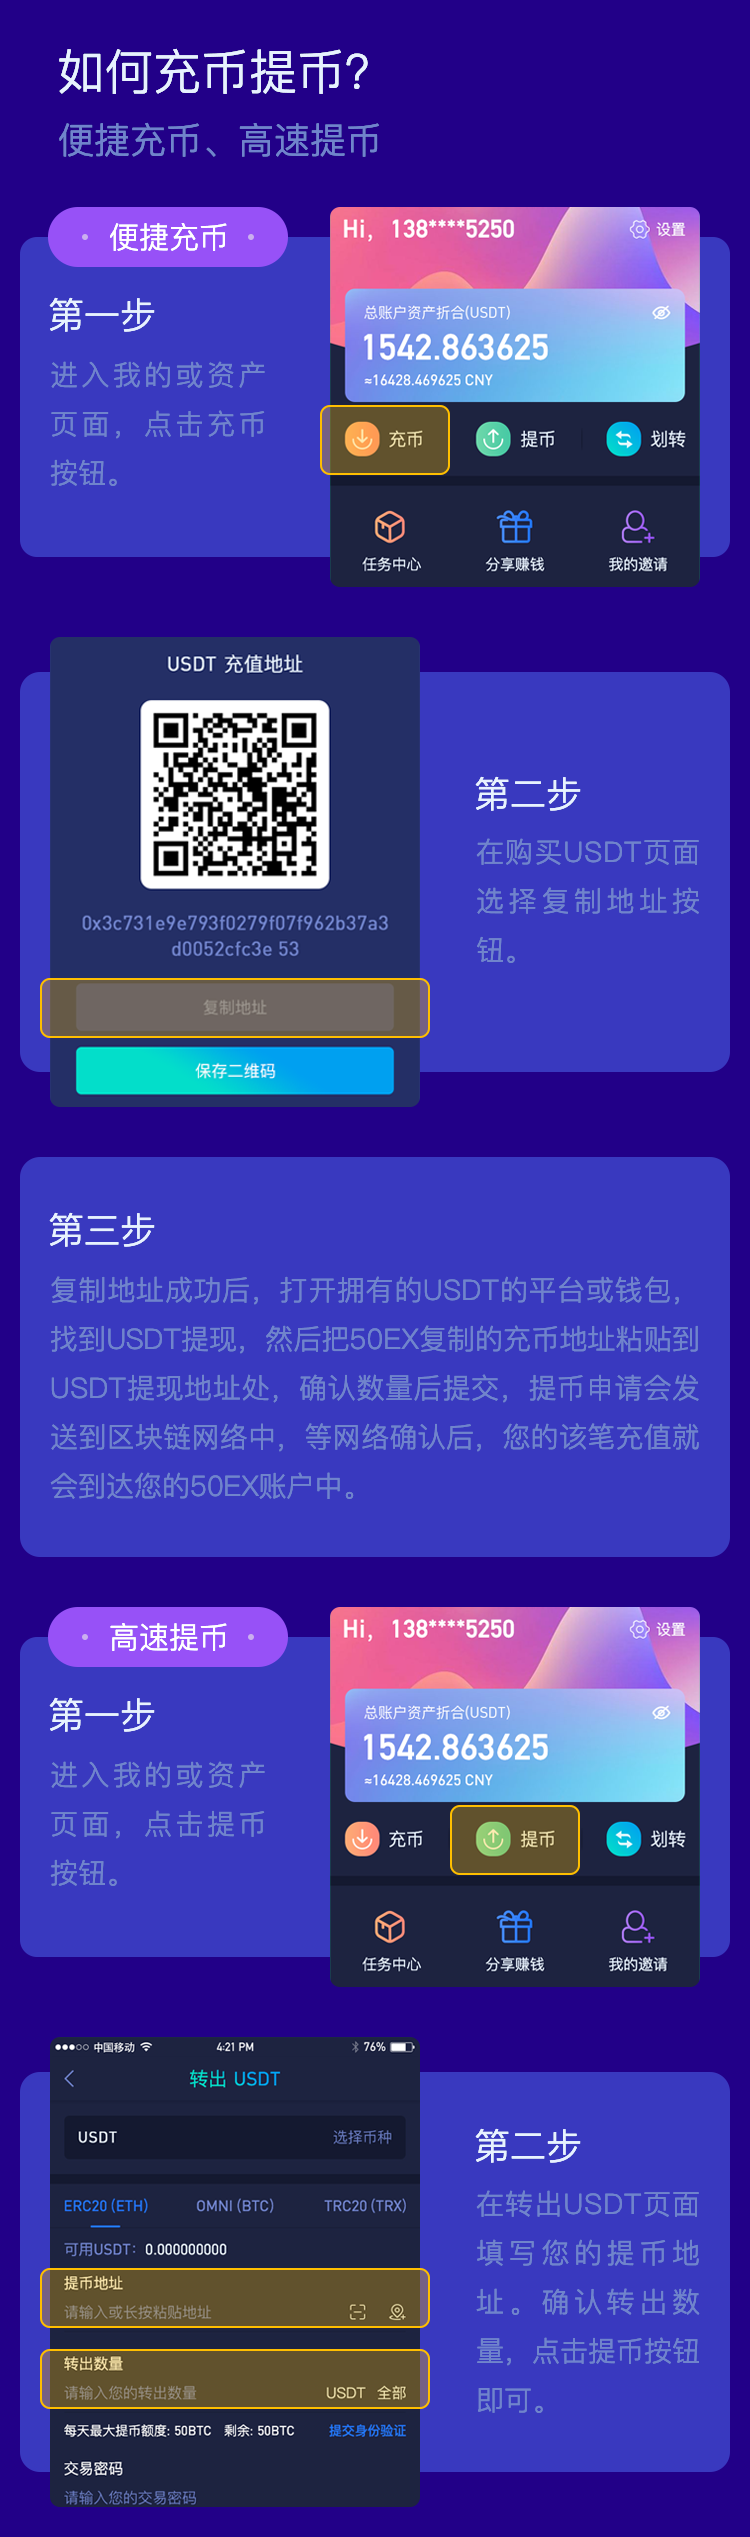 如何充币提币?
便捷充币、高速提币
便捷充币
第一步
进入我的或资产
页面，点击充币
按钮。
Hi, 138****5250
设置
总账户资产折合(USDT)
1542.863625
≈16428.469625 CNY
充币
提币
划转
任务中心
分享赚钱
我的邀请
USDT 充值地址
0x3c731e9e793f0279f07f962b37a3
d0052cfc3e 53
复制地址
保存二维码
第二步
在购买USDT页面
选择复制地址按
钮。
第三步
复制地址成功后，打开拥有的USDT的平台或钱包，
找到USDT提现，然后把50EX复制的充币地址粘贴到
USDT提现地址处，确认数量后提交，提币申请会发
送到区块链网络中，等网络确认后，您的该笔充值就
会到达您的50EX账户中。
高速提币
第一步
进入我的或资产
页面，点击提币
按钮。
Hi, 138****5250
设置
总账户资产折合(USDT)
1542.863625
≈16428.469625 CNY
充币
提币
划转
任务中心
分享赚钱
我的邀请
中国移动 4:21 PM 76%
转出 USDT
USDT 选择币种
ERC20 (ETH) OMNI (BTC) TRC20 (TRX)
可用USDT: 0.000000000
提币地址
请输入或长按粘贴地址
转出数量
请输入您的转出数量 USDT 全部
每天最大提币额度: 50BTC 剩余: 50BTC 提交身份验证
交易密码
请输入您的交易密码
第二步
在转出USDT页面
填写您的提币地
址。确认转出数
量，点击提币按钮
即可。